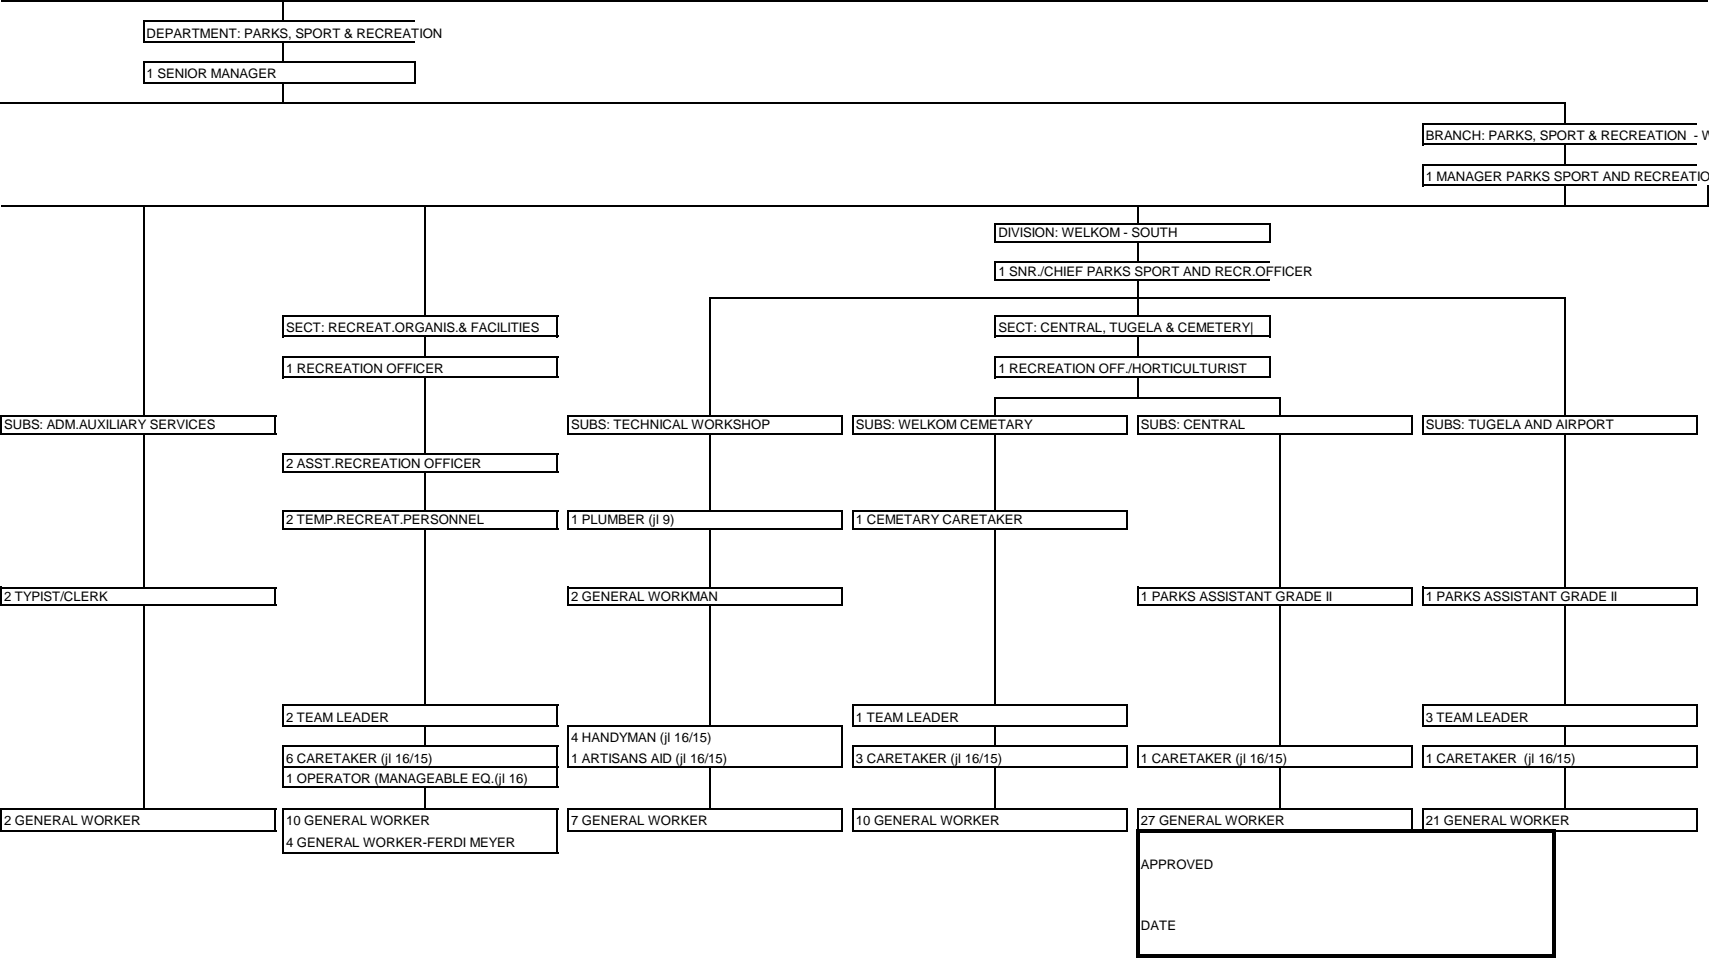 DEPARTMENT: PARKS, SPORT & RECREATION
1 SENIOR MANAGER
BRANCH: PARKS, SPORT & RECREATION - W
1 MANAGER PARKS SPORT AND RECREATIO
DIVISION: WELKOM - SOUTH
1 SNR./CHIEF PARKS SPORT AND RECR.OFFICER
SECT: RECREAT.ORGANIS.& FACILITIES
SECT: CENTRAL, TUGELA & CEMETERY|
1 RECREATION OFFICER
1 RECREATION OFF./HORTICULTURIST
SUBS: ADM.AUXILIARY SERVICES
SUBS: TECHNICAL WORKSHOP
SUBS: WELKOM CEMETARY
SUBS: CENTRAL
SUBS: TUGELA AND AIRPORT
2 ASST.RECREATION OFFICER
2 TEMP.RECREAT.PERSONNEL
1 PLUMBER (jl 9)
1 CEMETARY CARETAKER
2 TYPIST/CLERK
2 GENERAL WORKMAN
1 PARKS ASSISTANT GRADE II
1 PARKS ASSISTANT GRADE II
2 TEAM LEADER
1 TEAM LEADER
3 TEAM LEADER
4 HANDYMAN (jl 16/15)
6 CARETAKER (jl 16/15)
1 ARTISANS AID (jl 16/15)
3 CARETAKER (jl 16/15)
1 CARETAKER (jl 16/15)
1 CARETAKER (jl 16/15)
1 OPERATOR (MANAGEABLE EQ.(jl 16)
2 GENERAL WORKER
10 GENERAL WORKER
7 GENERAL WORKER
10 GENERAL WORKER
27 GENERAL WORKER
21 GENERAL WORKER
4 GENERAL WORKER-FERDI MEYER
APPROVED
DATE